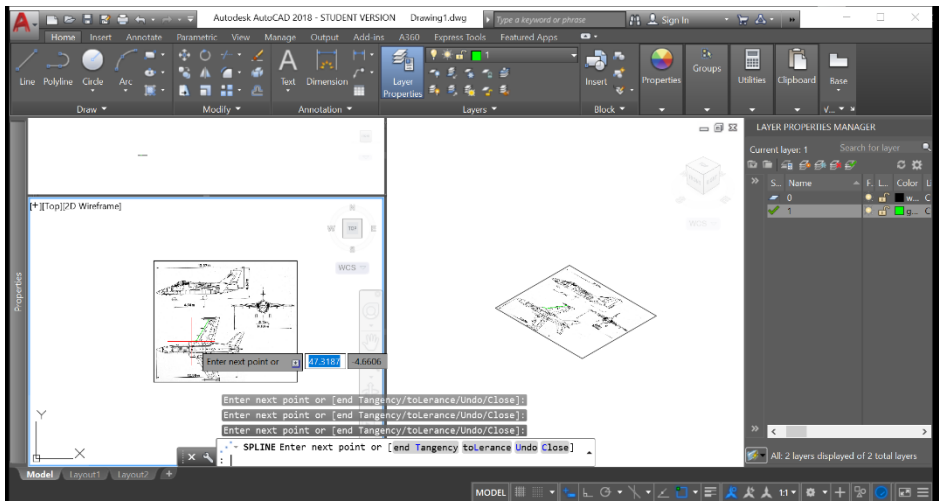 Autodesk AutoCAD 2018 - STUDENT VERSION Drawing1.dwg
Type a keyword or phrase
Sign In
Home Insert Annotate Parametric View Manage Output Add-ins A360 Express Tools Featured Apps
Line Polyline Circle Arc
Text Dimension
Layer Properties
1
Insert
Properties
Groups
Utilities
Clipboard
Base
Draw
Modify
Annotation
Layers
Block
V...
LAYER PROPERTIES MANAGER
Current layer: 1
Search for layer
S... Name F. L... Color L
0 w... C
1 g... C
[+][Top][2D Wireframe]
N
W TOP E
S
WCS
WCS
Properties
Enter next point or 47.3187 -4.6606
Enter next point or [end Tangency/toLerance/Undo/Close]:
Enter next point or [end Tangency/toLerance/Undo/Close]:
Enter next point or [end Tangency/toLerance/Undo/Close]:
SPLINE Enter next point or [end Tangency toLerance Undo Close]
:
Y
X
Model Layout1 Layout2 +
All: 2 layers displayed of 2 total layers
MODEL
1:1